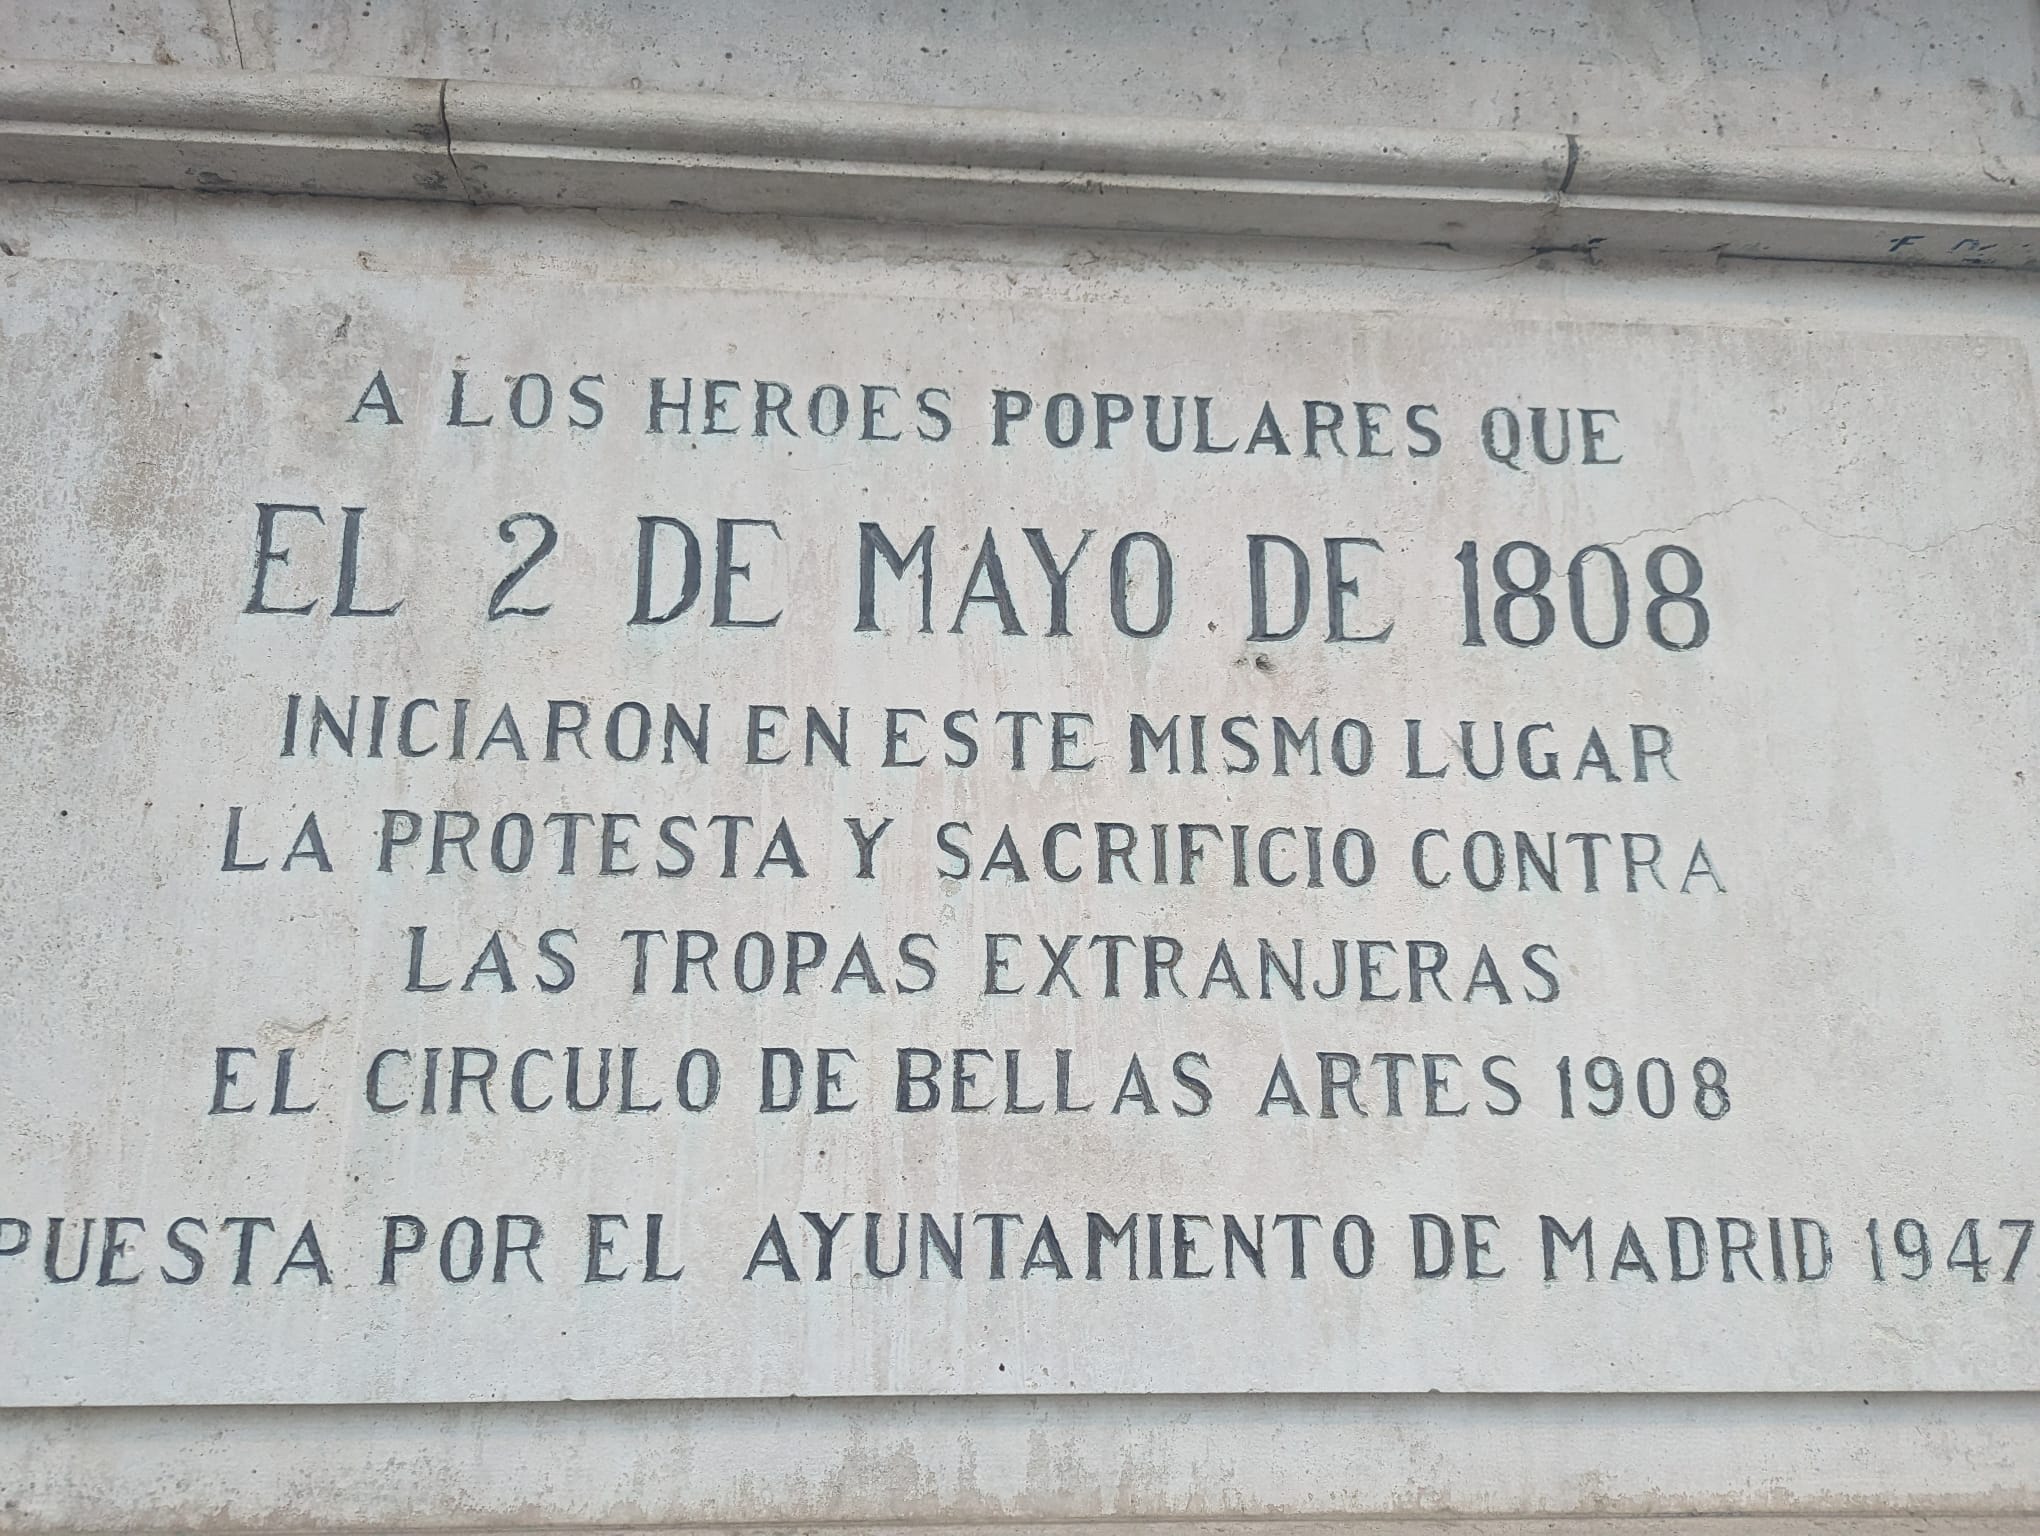 A LOS HEROES POPULARES QUE
EL 2 DE MAYO DE 1808
INICIARON EN ESTE MISMO LUGAR
LA PROTESTA Y SACRIFICIO CONTRA
LAS TROPAS EXTRANJERAS
EL CIRCULO DE BELLAS ARTES 1908
PUESTA POR EL AYUNTAMIENTO DE MADRID 1947